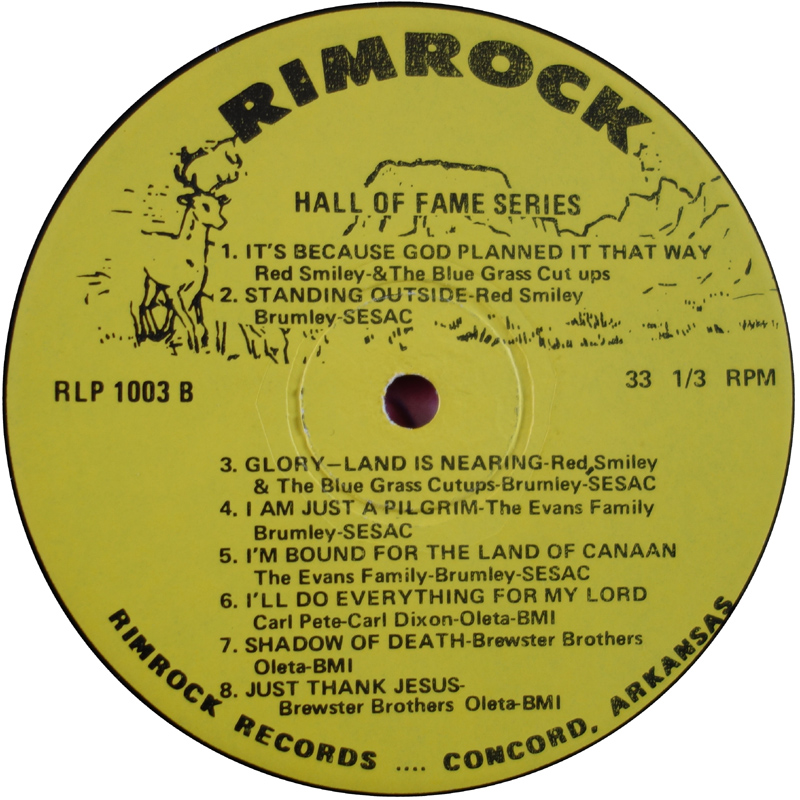 RIMROCK
HALL OF FAME SERIES
1. IT'S BECAUSE GOD PLANNED IT THAT WAY
Red Smiley-&The Blue Grass Cut ups
2. STANDING OUTSIDE-Red Smiley
Brumley-SESAC
RLP 1003 B
33 1/3 RPM
3. GLORY—LAND IS NEARING-Red Smiley
& The Blue Grass Cutups-Brumley-SESAC
4. I AM JUST A PILGRIM-The Evans Family
Brumley-SESAC
5. I'M BOUND FOR THE LAND OF CANAAN
The Evans Family-Brumley-SESAC
6. I'LL DO EVERYTHING FOR MY LORD
Carl Pete-Carl Dixon-Oleta-BMI
7. SHADOW OF DEATH-Brewster Brothers
Oleta-BMI
8. JUST THANK JESUS-
Brewster Brothers Oleta-BMI
RIMROCK RECORDS .... CONCORD, ARKANSAS